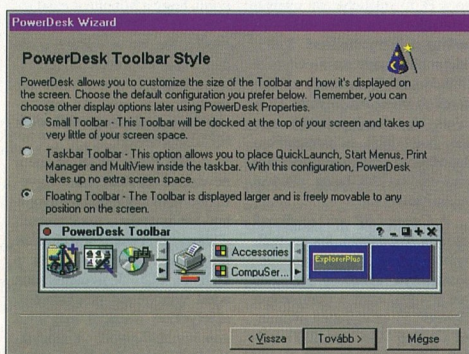 PowerDesk Wizard
PowerDesk Toolbar Style
PowerDesk allows you to customize the size of the Toolbar and how it's displayed on
the screen. Choose the default configuration you prefer below. Remember, you can
choose other display options later using PowerDesk Properties.
Small Toolbar - This Toolbar will be docked at the top of your screen and takes up
very little of your screen space.
Taskbar Toolbar - This option allows you to place QuickLaunch, Start Menus, Print
Manager and MultiView inside the taskbar. With this configuration, PowerDesk
takes up no extra screen space.
Floating Toolbar - The Toolbar is displayed larger and is freely movable to any
position on the screen.
PowerDesk Toolbar
Accessories
CompuSer...
ExplorerPlus
< Vissza
Tovább >
Mégse